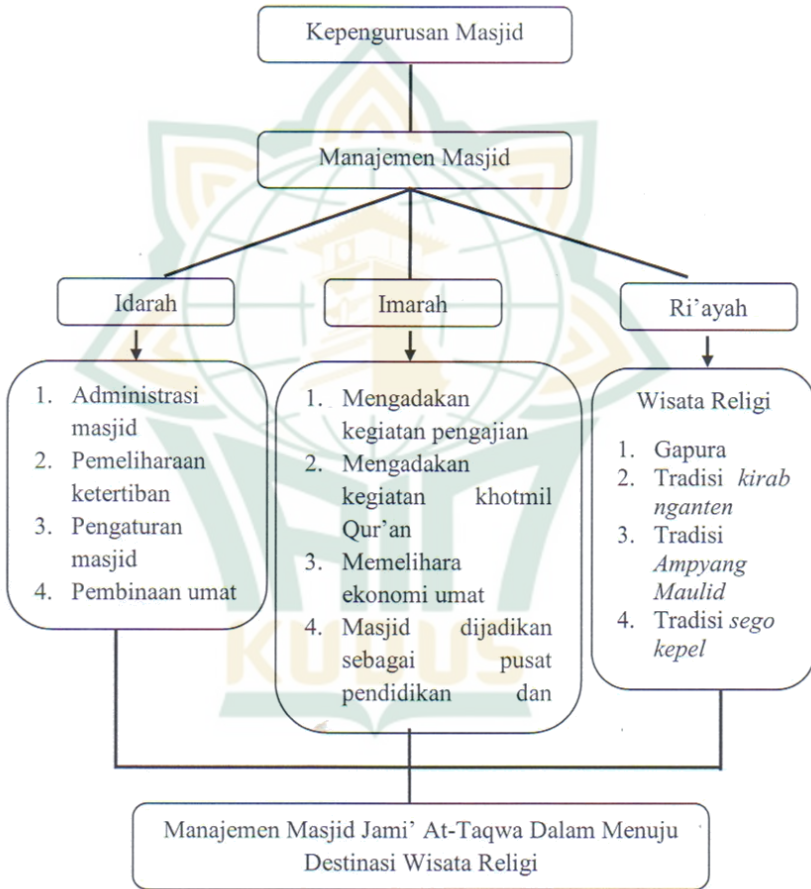 Kepengurusan Masjid
Manajemen Masjid
Idarah
Imarah
Ri’ayah
1. Administrasi
masjid
2. Pemeliharaan
ketertiban
3. Pengaturan
masjid
4. Pembinaan umat
1. Mengadakan
kegiatan pengajian
2. Mengadakan
kegiatan khotmil
Qur’an
3. Memelihara
ekonomi umat
4. Masjid dijadikan
sebagai pusat
pendidikan dan
Wisata Religi
1. Gapura
2. Tradisi kirab
nganten
3. Tradisi
Ampyang
Maulid
4. Tradisi sego
kepel
IAIN
KUDUS
Manajemen Masjid Jami’ At-Taqwa Dalam Menuju
Destinasi Wisata Religi